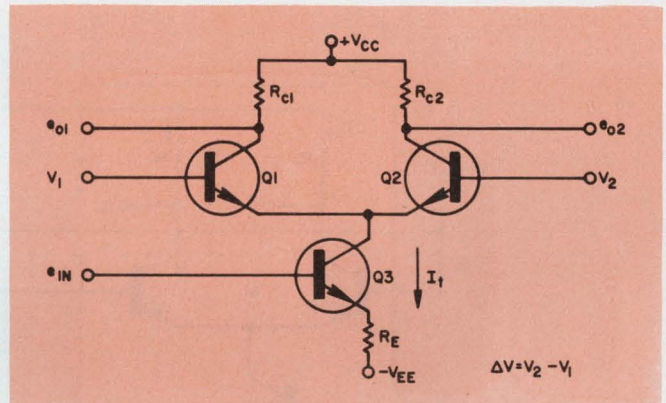 +VCC
RC1
RC2
eo1
eo2
V1
Q1
Q2
V2
eIN
Q3
It
RE
-VEE
ΔV=V2 - V1